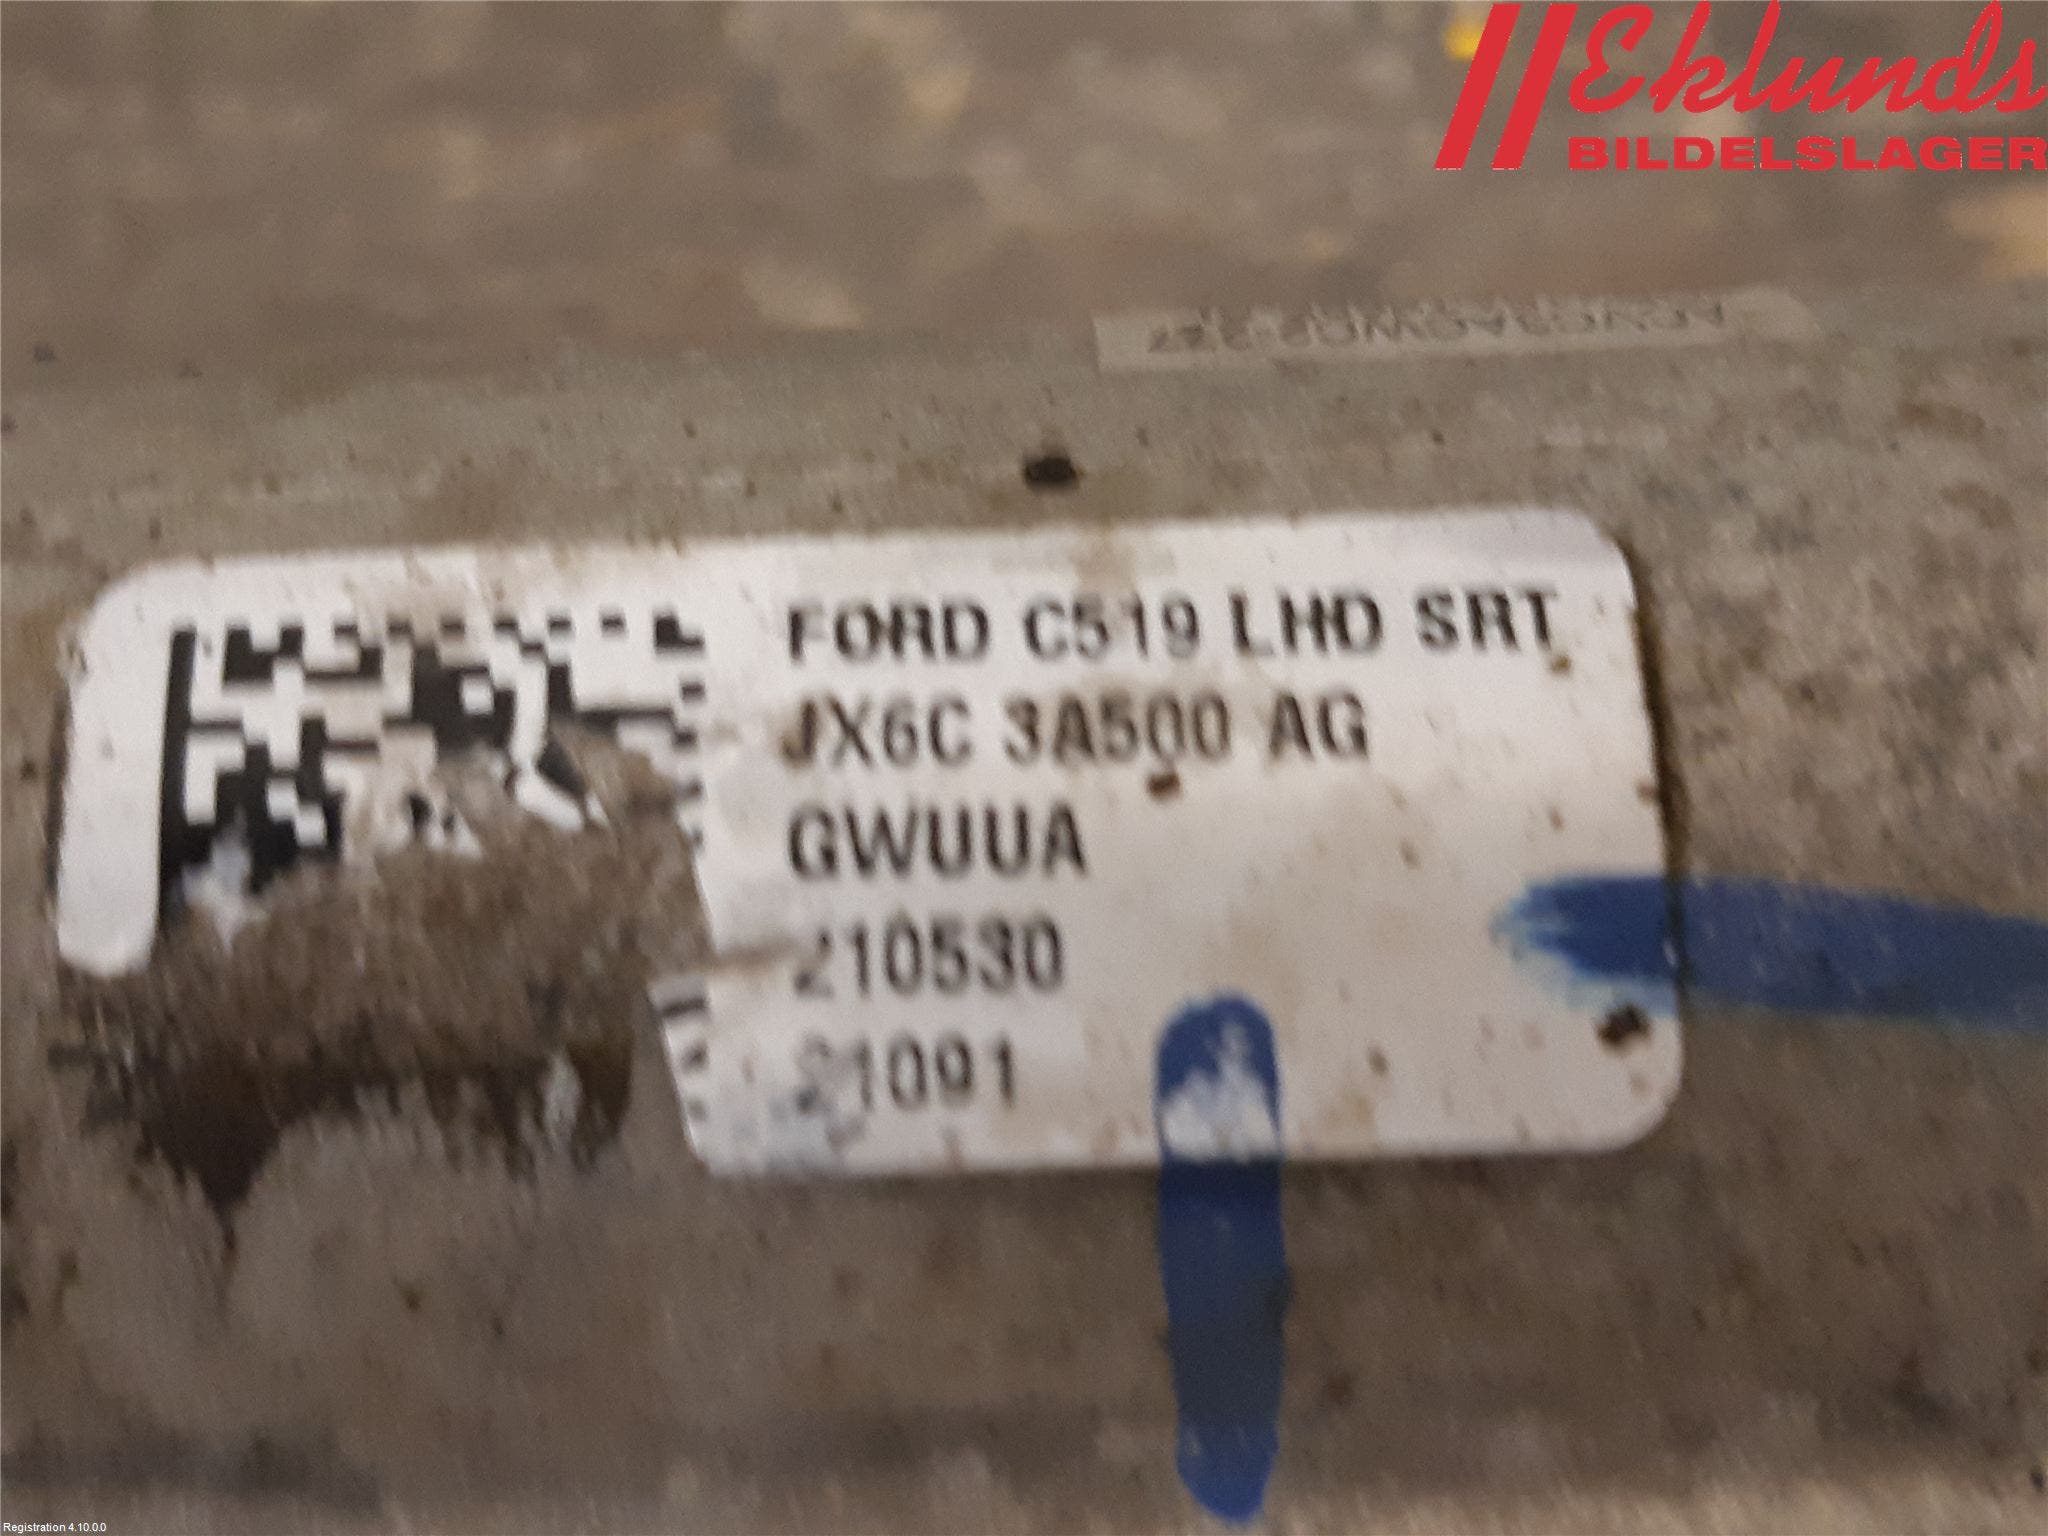 Eklunds
BILDELSLAGER
FORD C519 LHD SRT
JX6C 3A500 AG
GWUUA
210530
21091
Registration 4.10.0.0